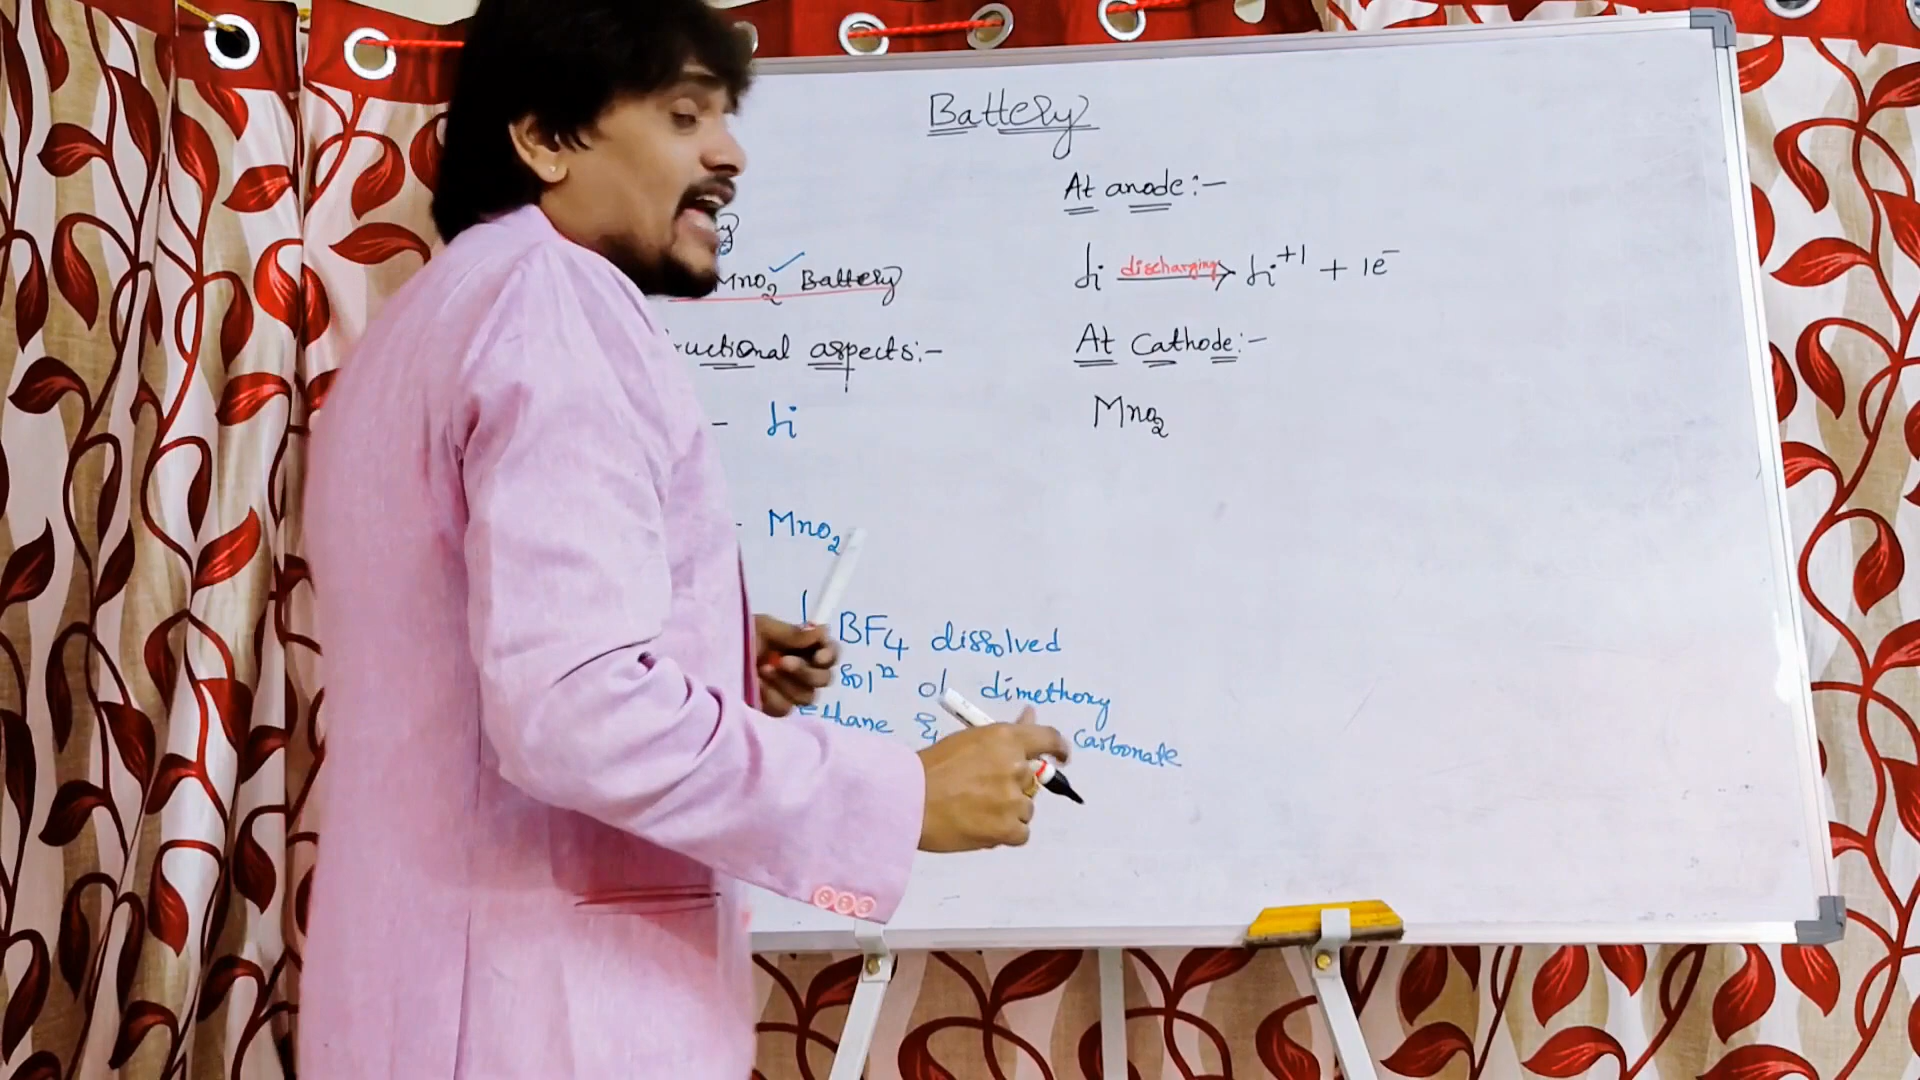 Battery
Mno2 Battery
uctional aspects:-
- Li
- Mno2
BF4 dissolved
solⁿ of dimethoxy
ethane & carbonate
At anode:-
Li discharging→ Li⁺¹ + 1e⁻
At Cathode:-
Mno2